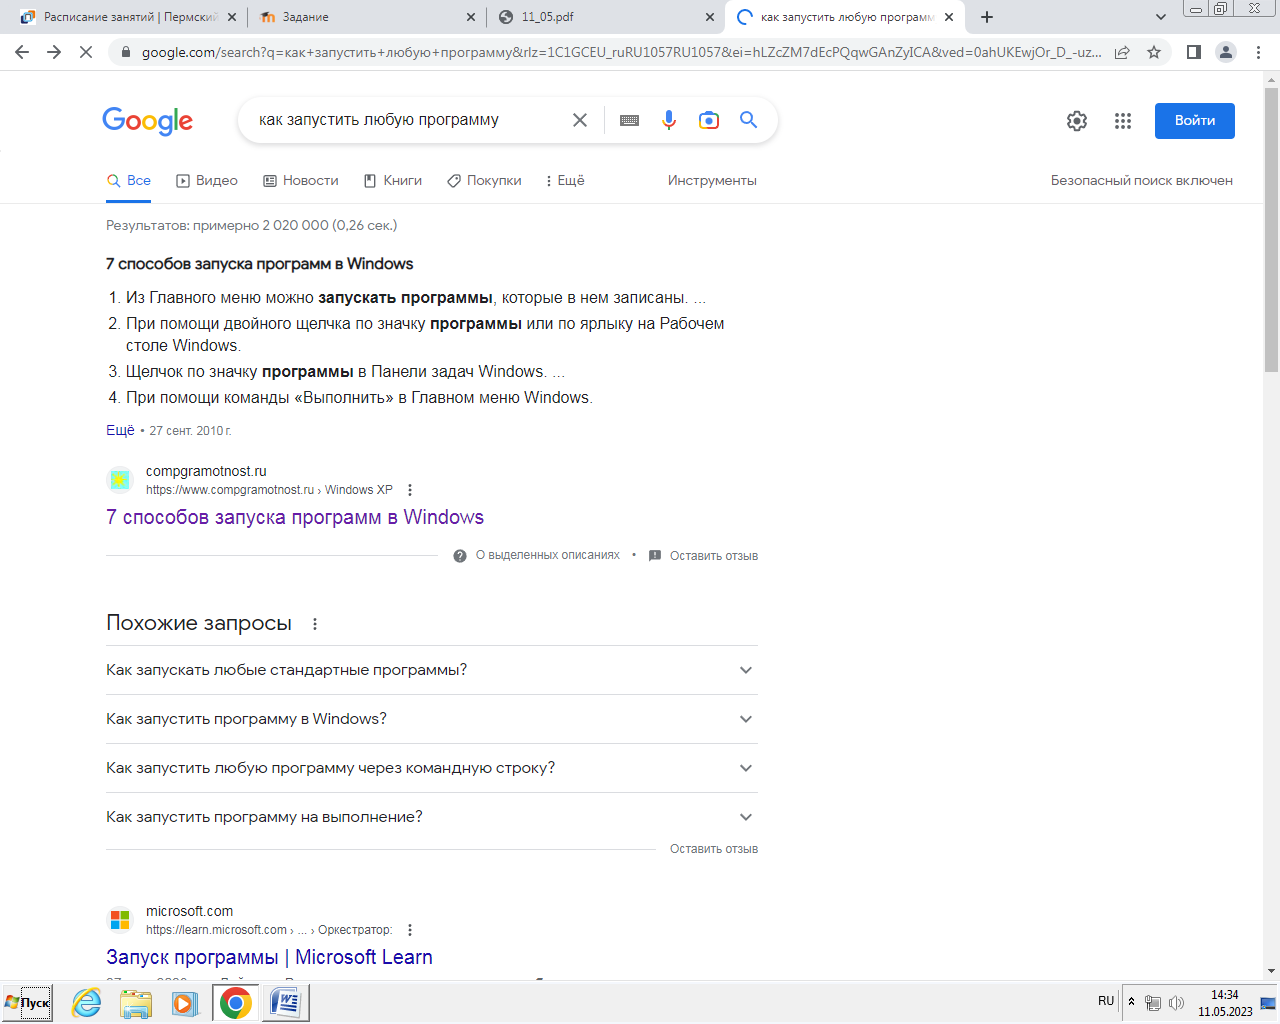 Расписание занятий | Пермский
Задание
11_05.pdf
как запустить любую программ
google.com/search?q=как+запустить+любую+программу&rlz=1C1GCEU_ruRU1057RU1057&ei=hLZcZM7dEcPQqwGAnZyICA&ved=0ahUKEwjOr_D_-uz...
Google
как запустить любую программу
Войти
Все
Видео
Новости
Книги
Покупки
Ещё
Инструменты
Безопасный поиск включен
Результатов: примерно 2 020 000 (0,26 сек.)
7 способов запуска программ в Windows
1. Из Главного меню можно запускать программы, которые в нем записаны. ...
2. При помощи двойного щелчка по значку программы или по ярлыку на Рабочем
столе Windows.
3. Щелчок по значку программы в Панели задач Windows. ...
4. При помощи команды «Выполнить» в Главном меню Windows.
Ещё • 27 сент. 2010 г.
compgramotnost.ru
https://www.compgramotnost.ru › Windows XP
7 способов запуска программ в Windows
О выделенных описаниях • Оставить отзыв
Похожие запросы
Как запускать любые стандартные программы?
Как запустить программу в Windows?
Как запустить любую программу через командную строку?
Как запустить программу на выполнение?
Оставить отзыв
microsoft.com
https://learn.microsoft.com › ... › Оркестратор:
Запуск программы | Microsoft Learn
Пуск
RU
14:34
11.05.2023